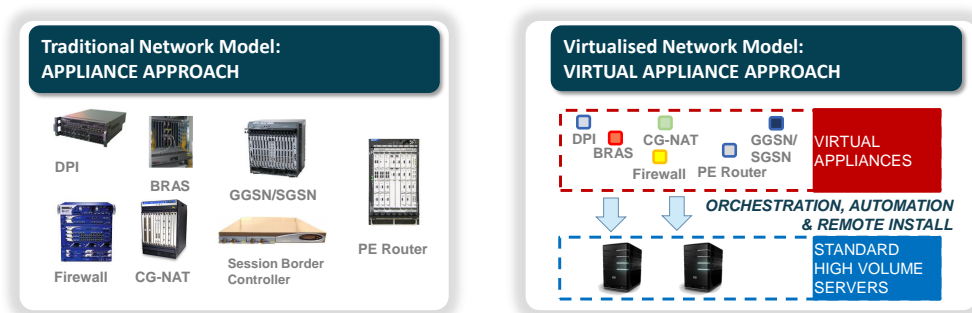 Traditional Network Model:
APPLIANCE APPROACH
DPI
BRAS
GGSN/SGSN
PE Router
Firewall
CG-NAT
Session Border
Controller
Virtualised Network Model:
VIRTUAL APPLIANCE APPROACH
DPI
BRAS
CG-NAT
Firewall
PE Router
GGSN/
SGSN
VIRTUAL
APPLIANCES
ORCHESTRATION, AUTOMATION
& REMOTE INSTALL
STANDARD
HIGH VOLUME
SERVERS